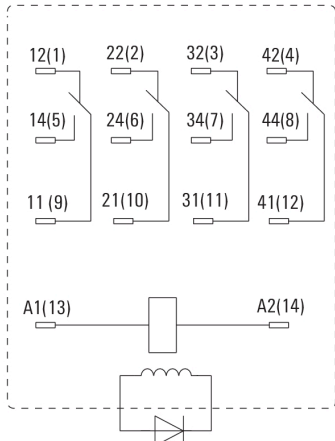 12(1) 22(2) 32(3) 42(4)
14(5) 24(6) 34(7) 44(8)
11 (9) 21(10) 31(11) 41(12)
A1(13) A2(14)